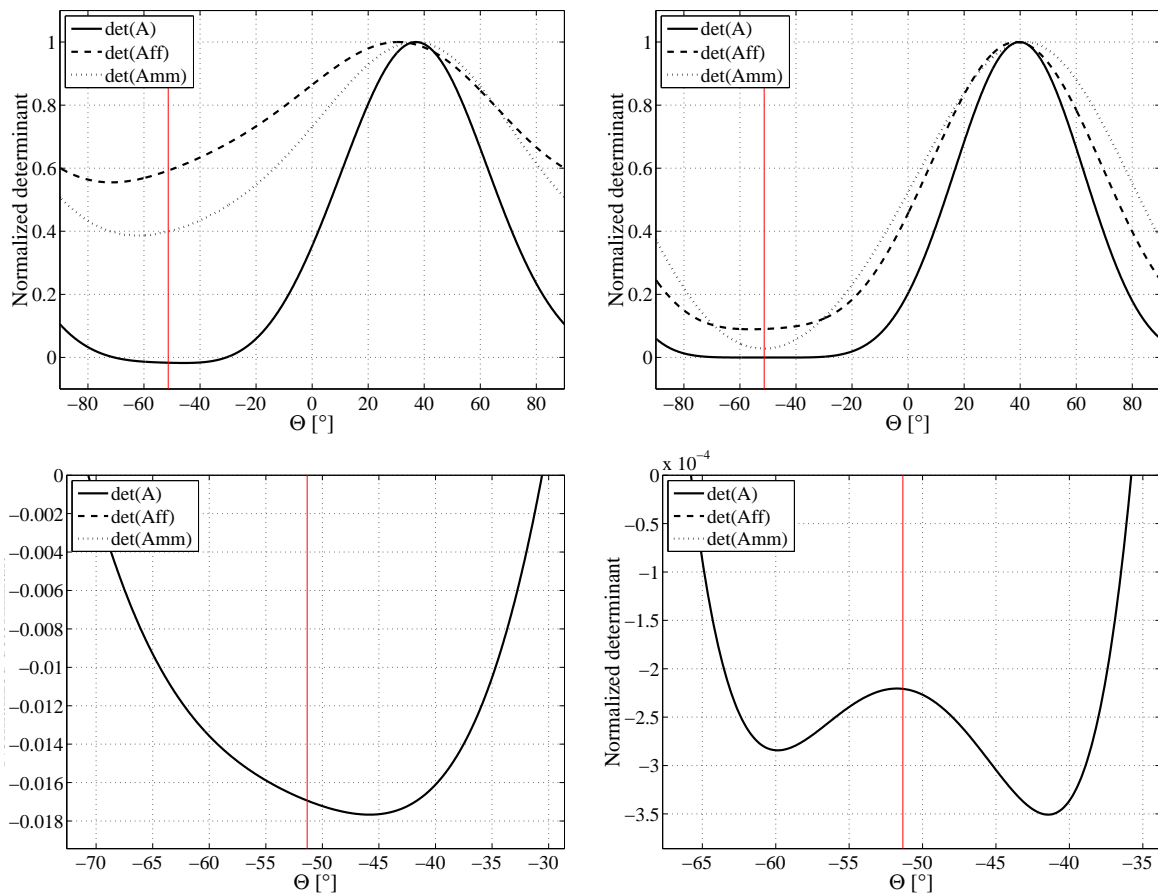 det(A)
det(Aff)
det(Amm)
1
0.8
0.6
0.4
0.2
0
Normalized determinant
−80 −60 −40 −20 0 20 40 60 80
Θ [°]
det(A)
det(Aff)
det(Amm)
1
0.8
0.6
0.4
0.2
0
Normalized determinant
−80 −60 −40 −20 0 20 40 60 80
Θ [°]
det(A)
det(Aff)
det(Amm)
0
−0.002
−0.004
−0.006
−0.008
−0.01
−0.012
−0.014
−0.016
−0.018
−70 −65 −60 −55 −50 −45 −40 −35 −30
Θ [°]
x 10⁻⁴
det(A)
det(Aff)
det(Amm)
0
−0.5
−1
−1.5
−2
−2.5
−3
−3.5
Normalized determinant
−65 −60 −55 −50 −45 −40 −35
Θ [°]